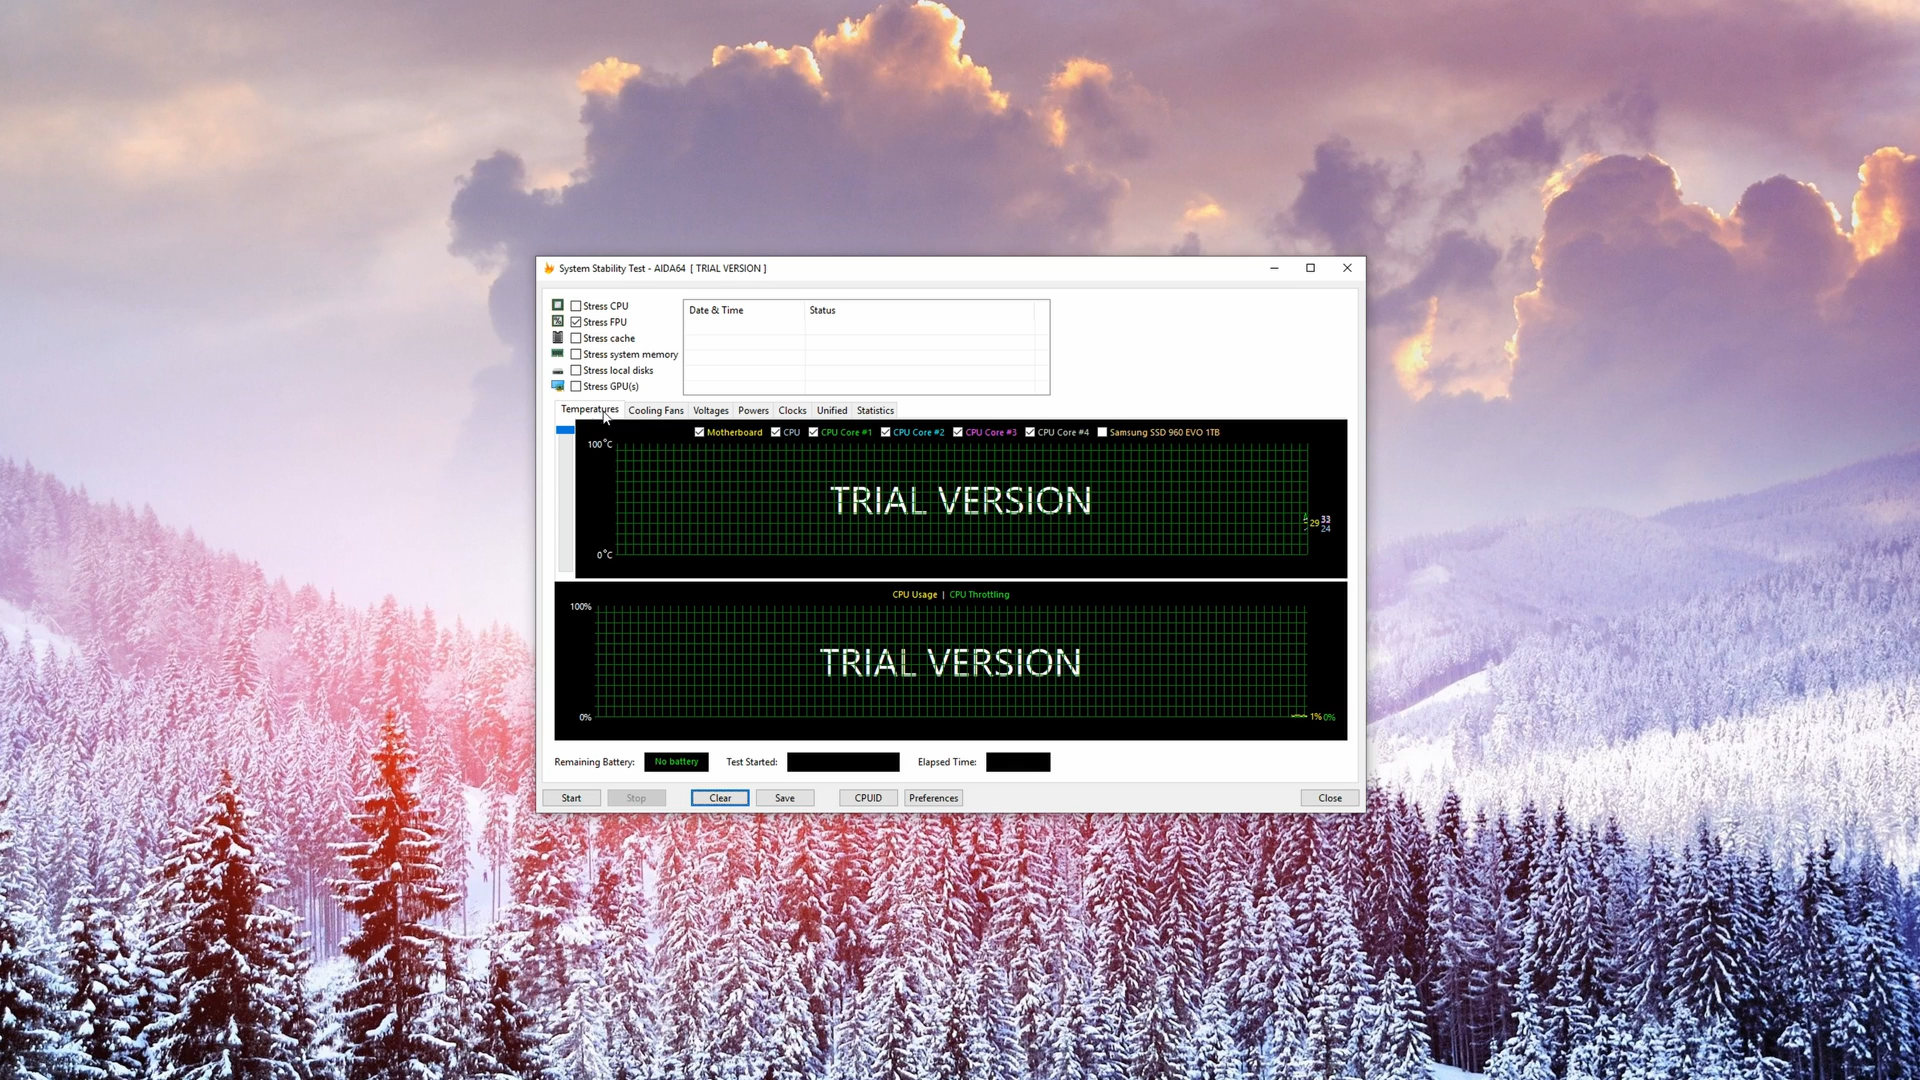 System Stability Test - AIDA64 [ TRIAL VERSION ]
Stress CPU
Stress FPU
Stress cache
Stress system memory
Stress local disks
Stress GPU(s)
Date & Time Status
Temperatures Cooling Fans Voltages Powers Clocks Unified Statistics
Motherboard CPU CPU Core #1 CPU Core #2 CPU Core #3 CPU Core #4 Samsung SSD 960 EVO 1TB
100°C
TRIAL VERSION
29 33
24
0°C
CPU Usage | CPU Throttling
100%
TRIAL VERSION
0% 1% 0%
Remaining Battery: No battery Test Started: Elapsed Time:
Start Stop Clear Save CPUID Preferences Close